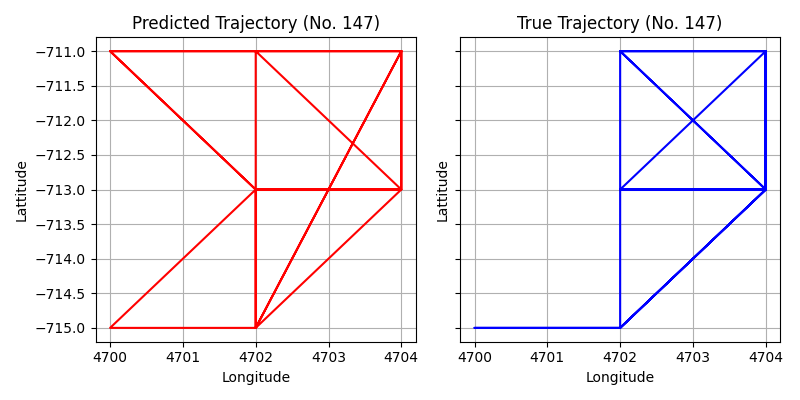 Predicted Trajectory (No. 147)
True Trajectory (No. 147)
−711.0
−711.5
−712.0
−712.5
−713.0
−713.5
−714.0
−714.5
−715.0
Lattitude
Lattitude
4700 4701 4702 4703 4704
4700 4701 4702 4703 4704
Longitude
Longitude